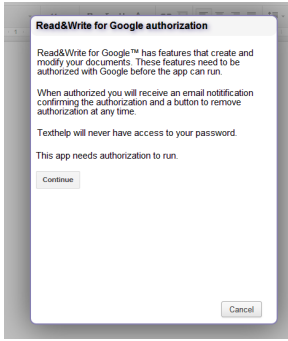 Read&Write for Google authorization
Read&Write for Google™ has features that create and
modify your documents. These features need to be
authorized with Google before the app can run.
When authorized you will receive an email notitification
confirming the authorization and a button to remove
authorization at any time.
Texthelp will never have access to your password.
This app needs authorization to run.
Continue
Cancel